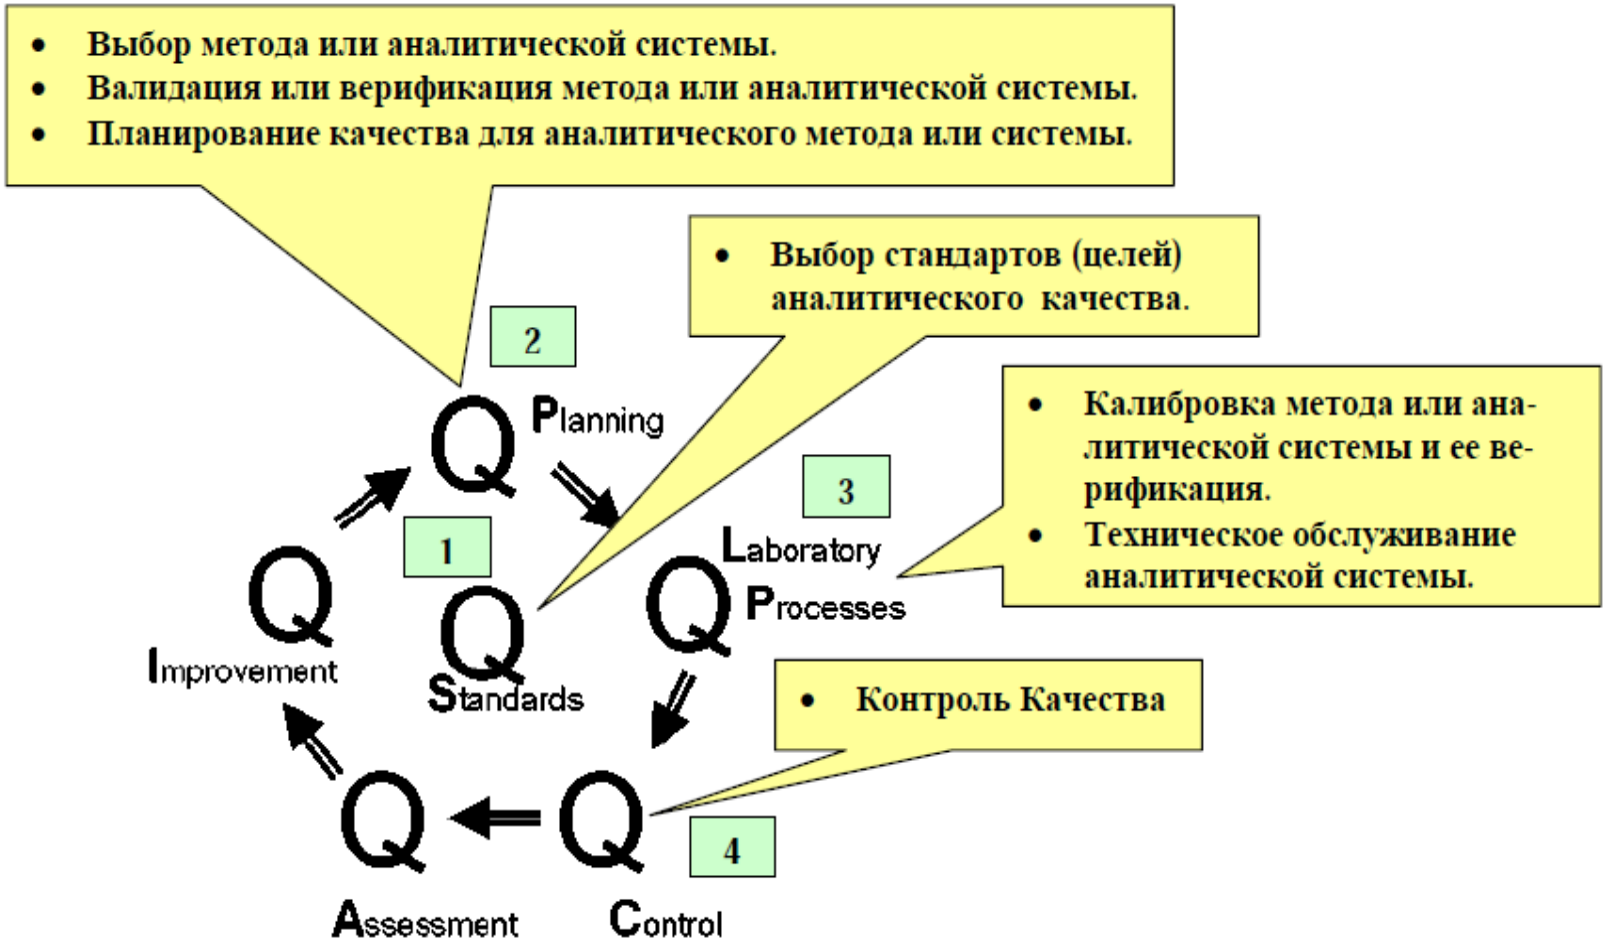 • Выбор метода или аналитической системы.
• Валидация или верификация метода или аналитической системы.
• Планирование качества для аналитического метода или системы.
• Выбор стандартов (целей)
аналитического качества.
2
Q Planning
• Калибровка метода или ана-
литической системы и ее ве-
рификация.
• Техническое обслуживание
аналитической системы.
3
1
Laboratory
Q Processes
Q
Improvement
Q
Standards
• Контроль Качества
Q
Assessment
Q
Control
4